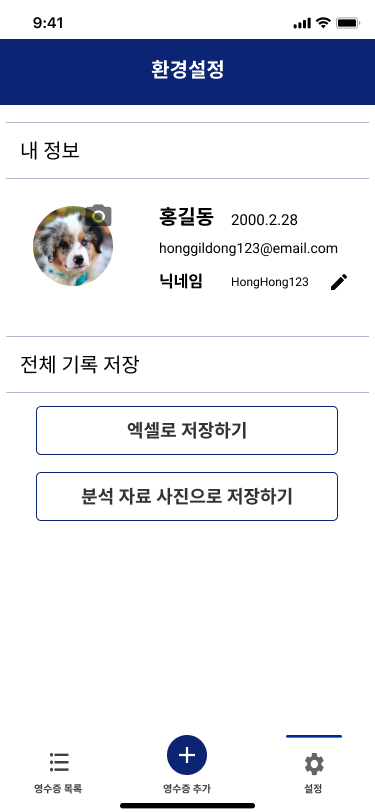 9:41
환경설정
내 정보
홍길동 2000.2.28
honggildong123@email.com
닉네임 HongHong123
전체 기록 저장
엑셀로 저장하기
분석 자료 사진으로 저장하기
영수증 목록 영수증 추가 설정